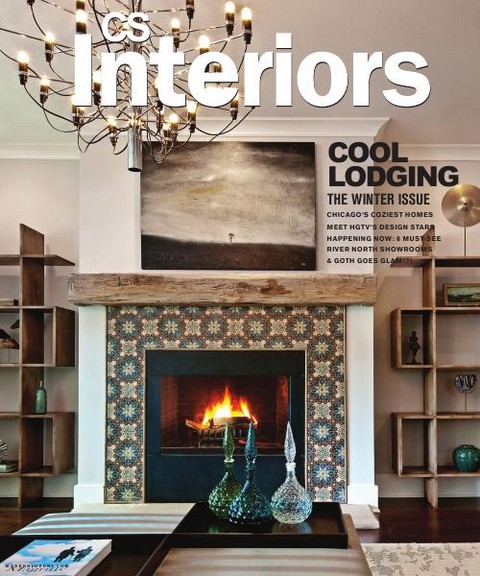 CS
Interiors
COOL
LODGING
THE WINTER ISSUE
CHICAGO'S COZIEST HOMES
MEET HGTV'S DESIGN STARS
HAPPENING NOW: 8 MUST-SEE
RIVER NORTH SHOWROOMS
& GOTH GOES GLAM(?)